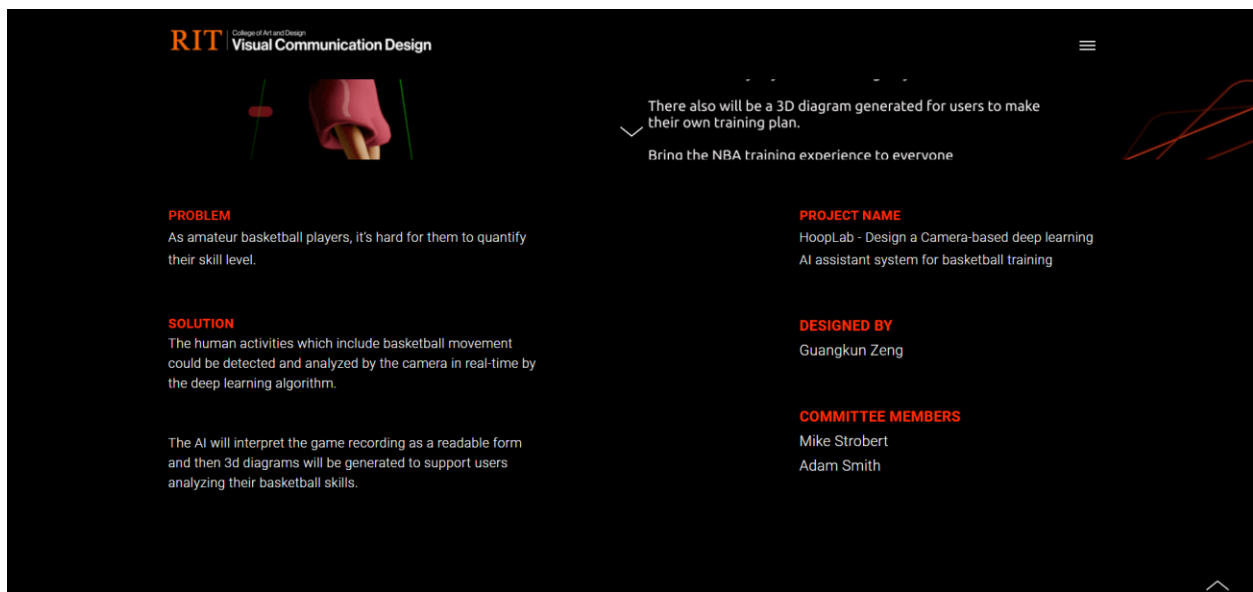 RIT
College of Art and Design
Visual Communication Design
There also will be a 3D diagram generated for users to make
their own training plan.
Bring the NBA training experience to everyone
PROBLEM
As amateur basketball players, it's hard for them to quantify
their skill level.
SOLUTION
The human activities which include basketball movement
could be detected and analyzed by the camera in real-time by
the deep learning algorithm.
The AI will interpret the game recording as a readable form
and then 3d diagrams will be generated to support users
analyzing their basketball skills.
PROJECT NAME
HoopLab - Design a Camera-based deep learning
AI assistant system for basketball training
DESIGNED BY
Guangkun Zeng
COMMITTEE MEMBERS
Mike Strobert
Adam Smith